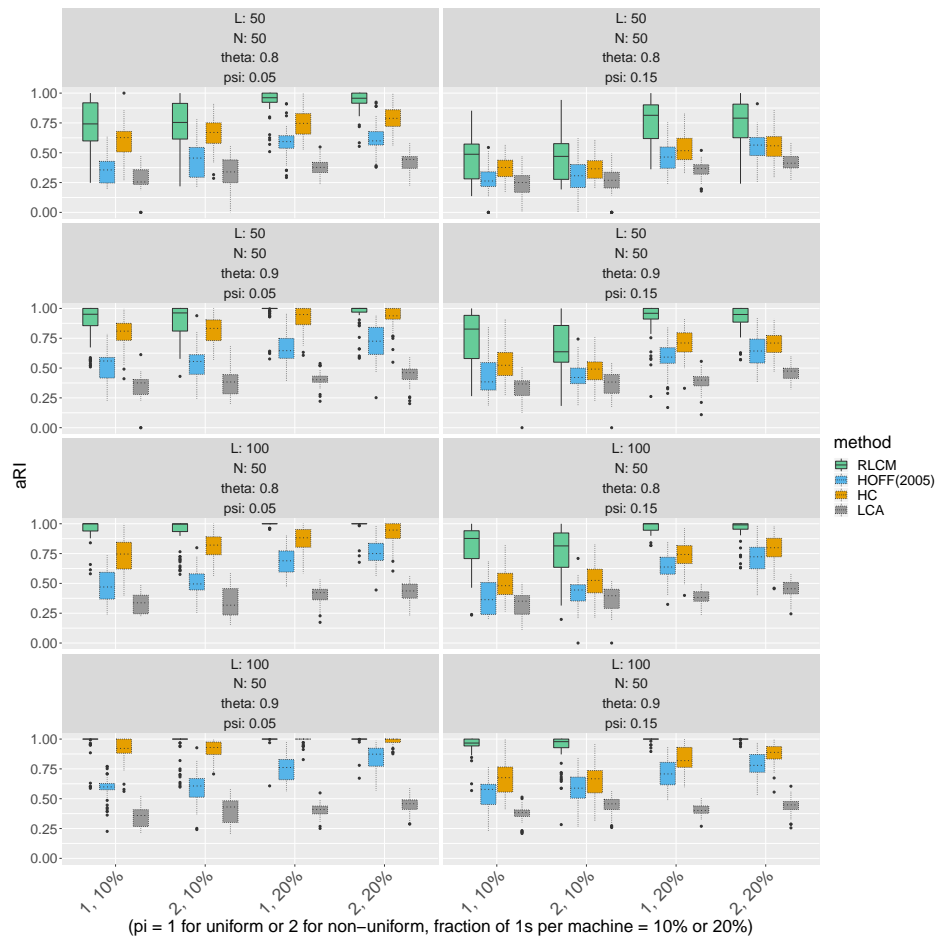 L: 50
N: 50
theta: 0.8
psi: 0.05
L: 50
N: 50
theta: 0.8
psi: 0.15
1.00
0.75
0.50
0.25
0.00
L: 50
N: 50
theta: 0.9
psi: 0.05
L: 50
N: 50
theta: 0.9
psi: 0.15
1.00
0.75
0.50
0.25
0.00
L: 100
N: 50
theta: 0.8
psi: 0.05
L: 100
N: 50
theta: 0.8
psi: 0.15
1.00
0.75
0.50
0.25
0.00
L: 100
N: 50
theta: 0.9
psi: 0.05
L: 100
N: 50
theta: 0.9
psi: 0.15
1.00
0.75
0.50
0.25
0.00
aRI
1, 10%
2, 10%
1, 20%
2, 20%
1, 10%
2, 10%
1, 20%
2, 20%
(pi = 1 for uniform or 2 for non−uniform, fraction of 1s per machine = 10% or 20%)
method
RLCM
HOFF(2005)
HC
LCA